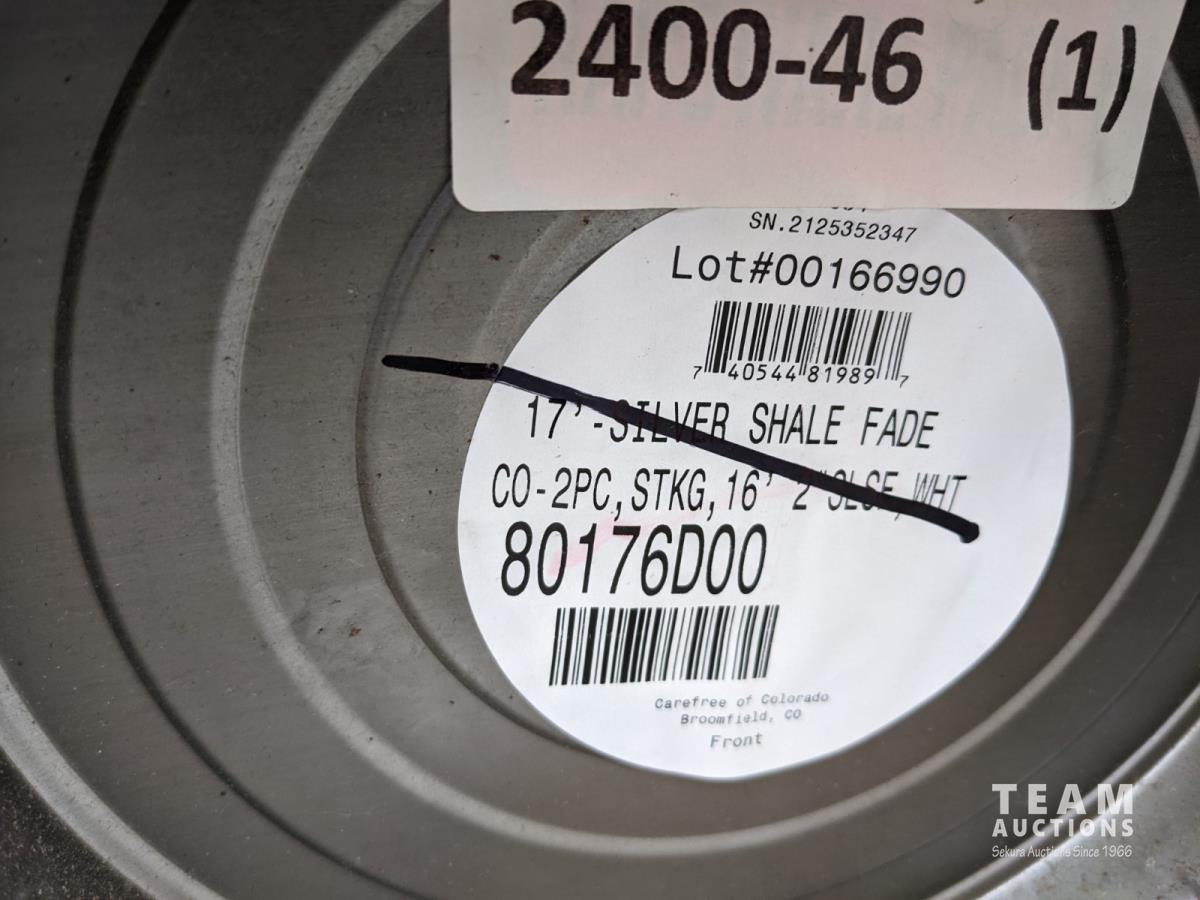 2400-46 (1)
SN.2125352347
Lot#00166990
7 40544 81989 7
17'-SILVER SHALE FADE
CO-2PC,STKG,16' 2" SLSF,WHT
80176D00
Carefree of Colorado
Broomfield, CO
Front
TEAM
AUCTIONS
Sekura Auctions Since 1966